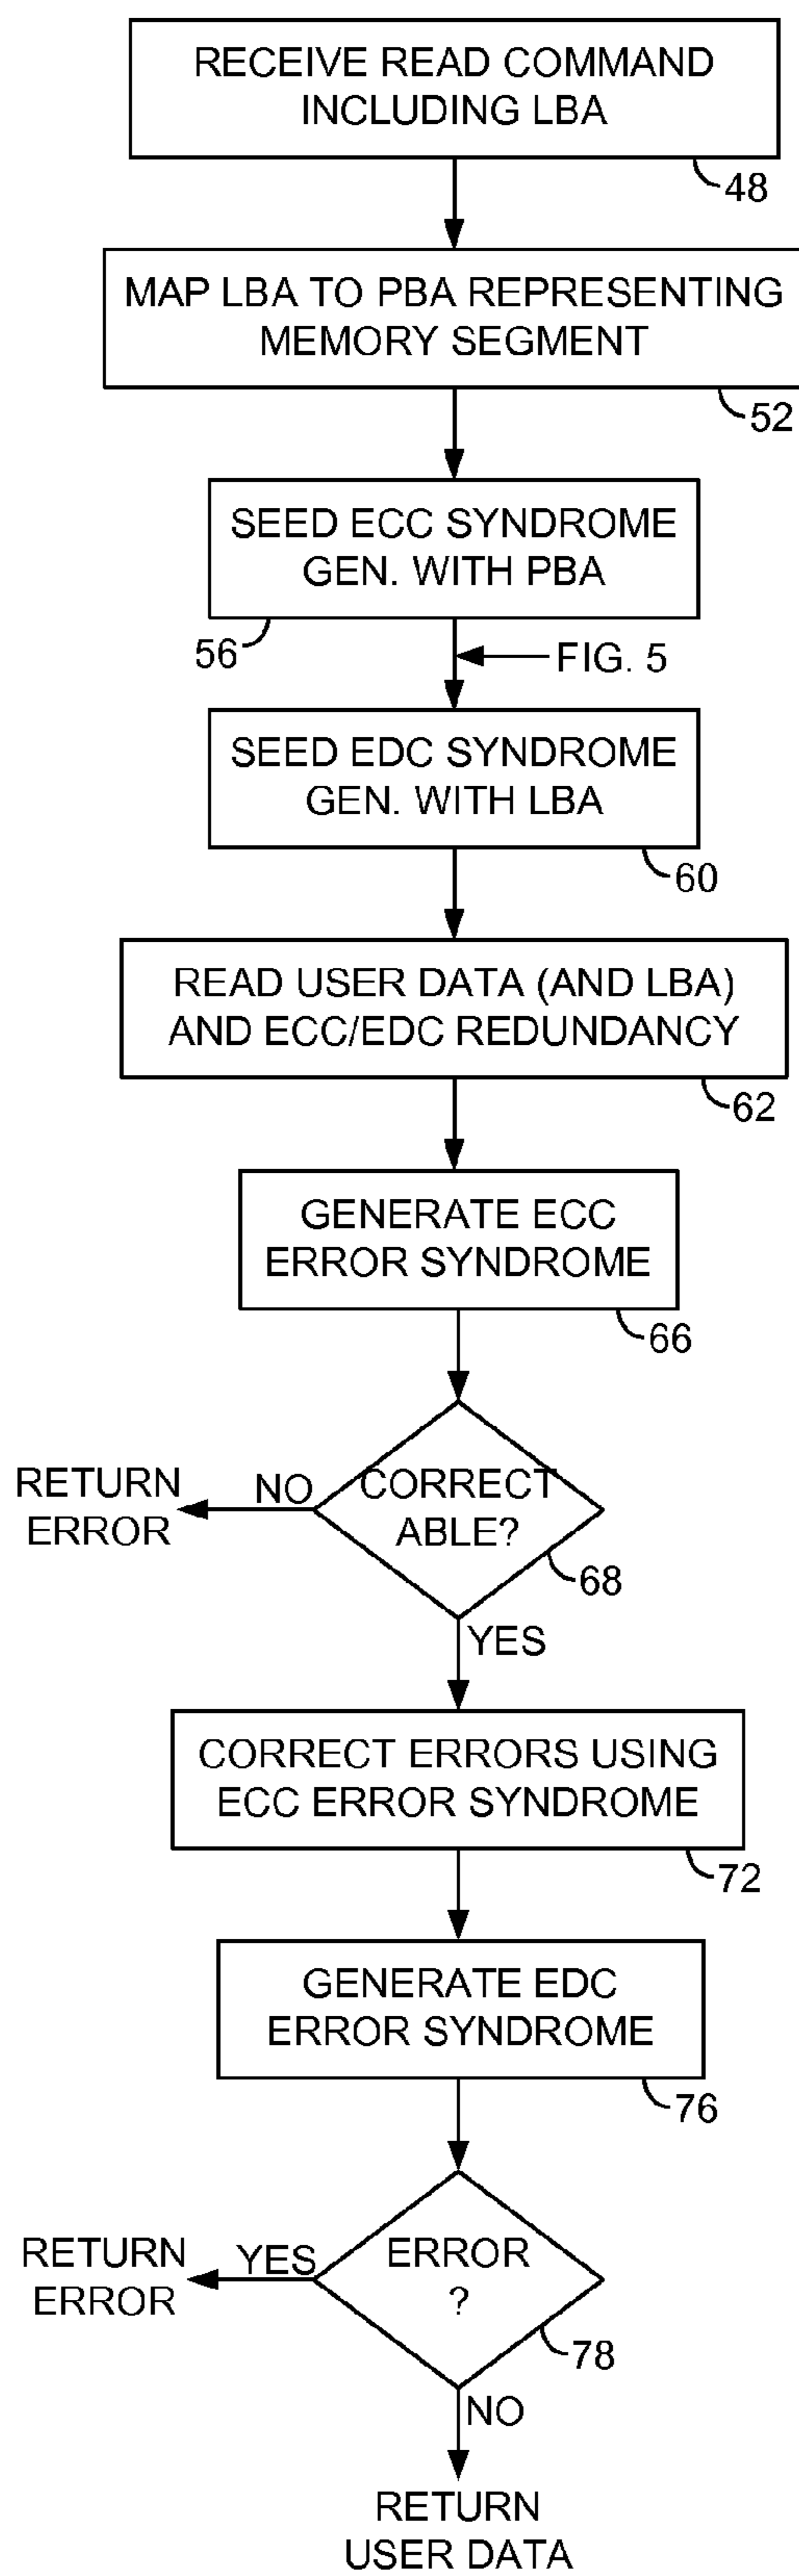 RECEIVE READ COMMAND
INCLUDING LBA
48
MAP LBA TO PBA REPRESENTING
MEMORY SEGMENT
52
SEED ECC SYNDROME
GEN. WITH PBA
56
FIG. 5
SEED EDC SYNDROME
GEN. WITH LBA
60
READ USER DATA (AND LBA)
AND ECC/EDC REDUNDANCY
62
GENERATE ECC
ERROR SYNDROME
66
CORRECT
ABLE?
68
NO
RETURN
ERROR
YES
CORRECT ERRORS USING
ECC ERROR SYNDROME
72
GENERATE EDC
ERROR SYNDROME
76
ERROR
?
78
YES
RETURN
ERROR
NO
RETURN
USER DATA